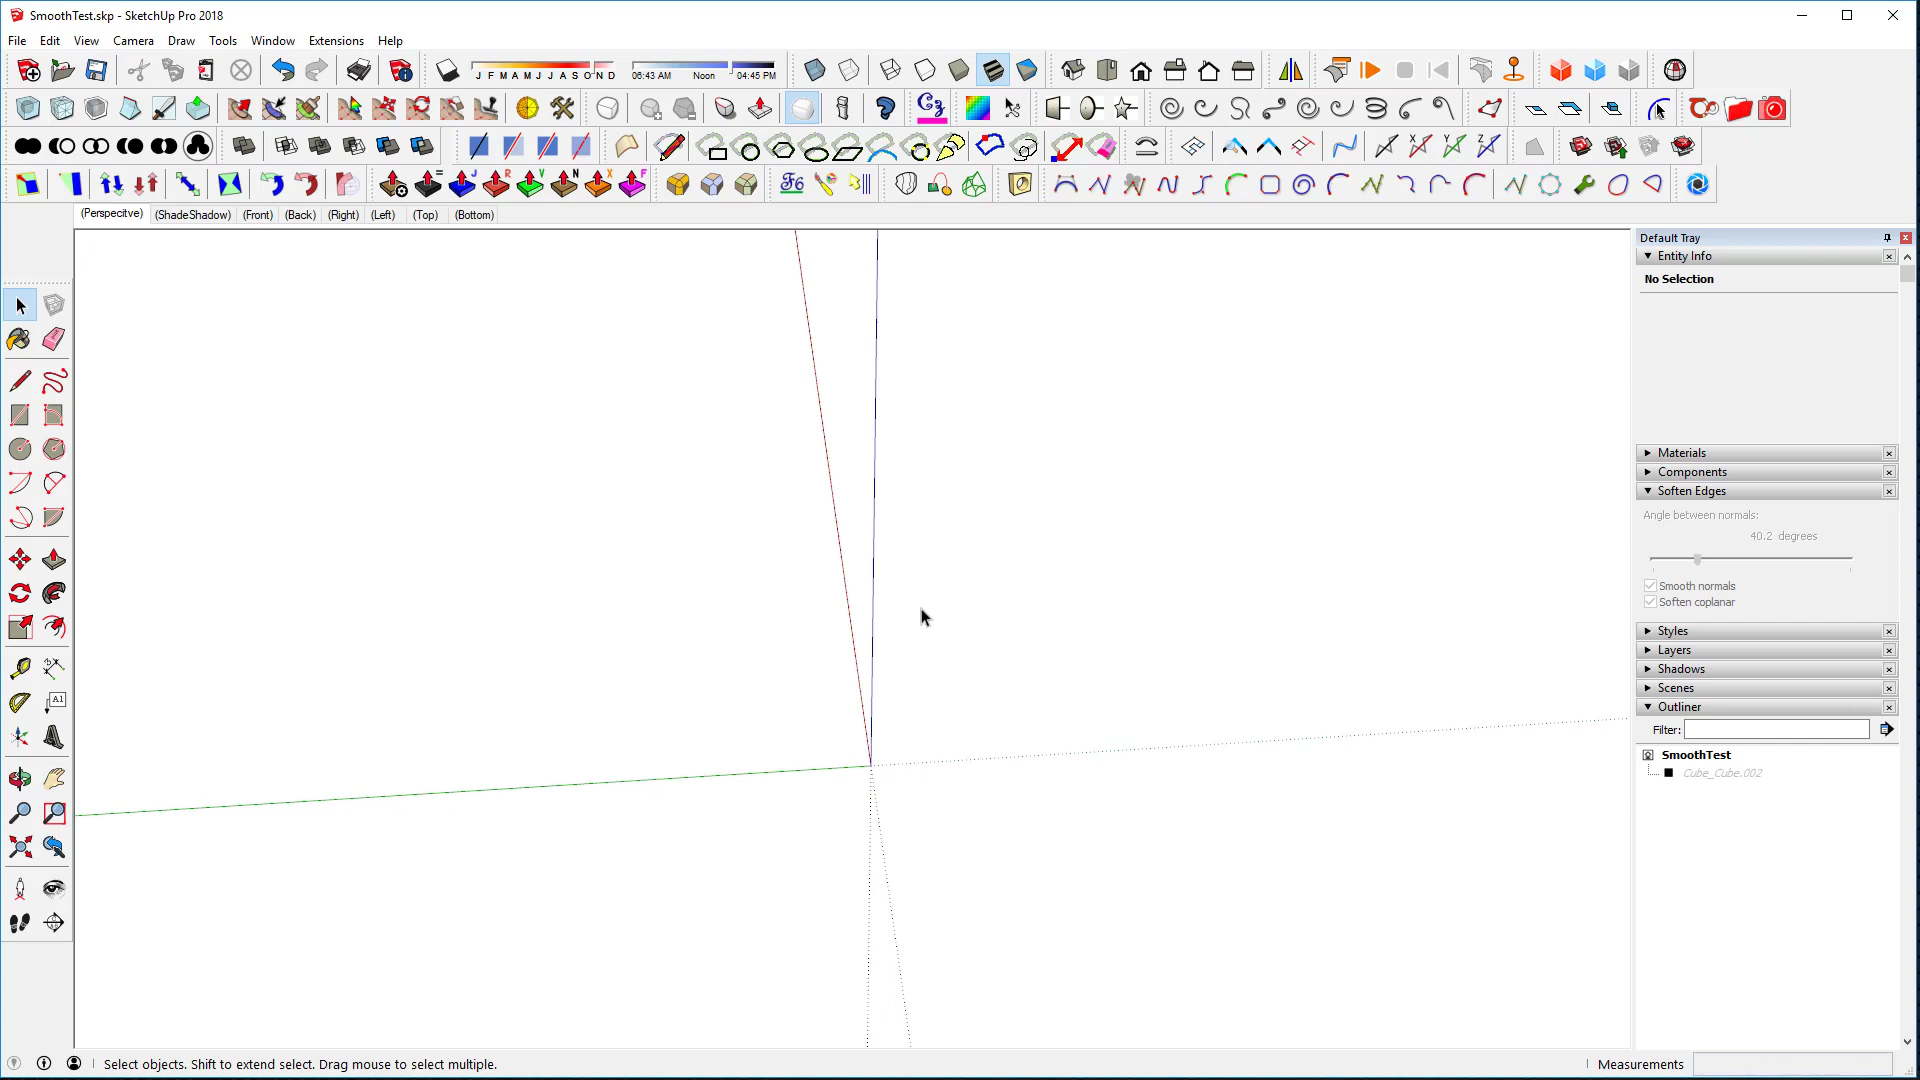 SmoothTest.skp - SketchUp Pro 2018
File Edit View Camera Draw Tools Window Extensions Help
J F M A M J J A S O N D
06:43 AM Noon 04:45 PM
(Perspecitve) (ShadeShadow) (Front) (Back) (Right) (Left) (Top) (Bottom)
Default Tray
Entity Info
No Selection
Materials
Components
Soften Edges
Angle between normals:
40.2 degrees
Smooth normals
Soften coplanar
Styles
Layers
Shadows
Scenes
Outliner
Filter:
SmoothTest
Cube_Cube.002
Select objects. Shift to extend select. Drag mouse to select multiple.
Measurements